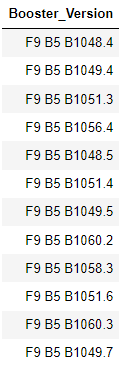 Booster_Version
F9 B5 B1048.4
F9 B5 B1049.4
F9 B5 B1051.3
F9 B5 B1056.4
F9 B5 B1048.5
F9 B5 B1051.4
F9 B5 B1049.5
F9 B5 B1060.2
F9 B5 B1058.3
F9 B5 B1051.6
F9 B5 B1060.3
F9 B5 B1049.7